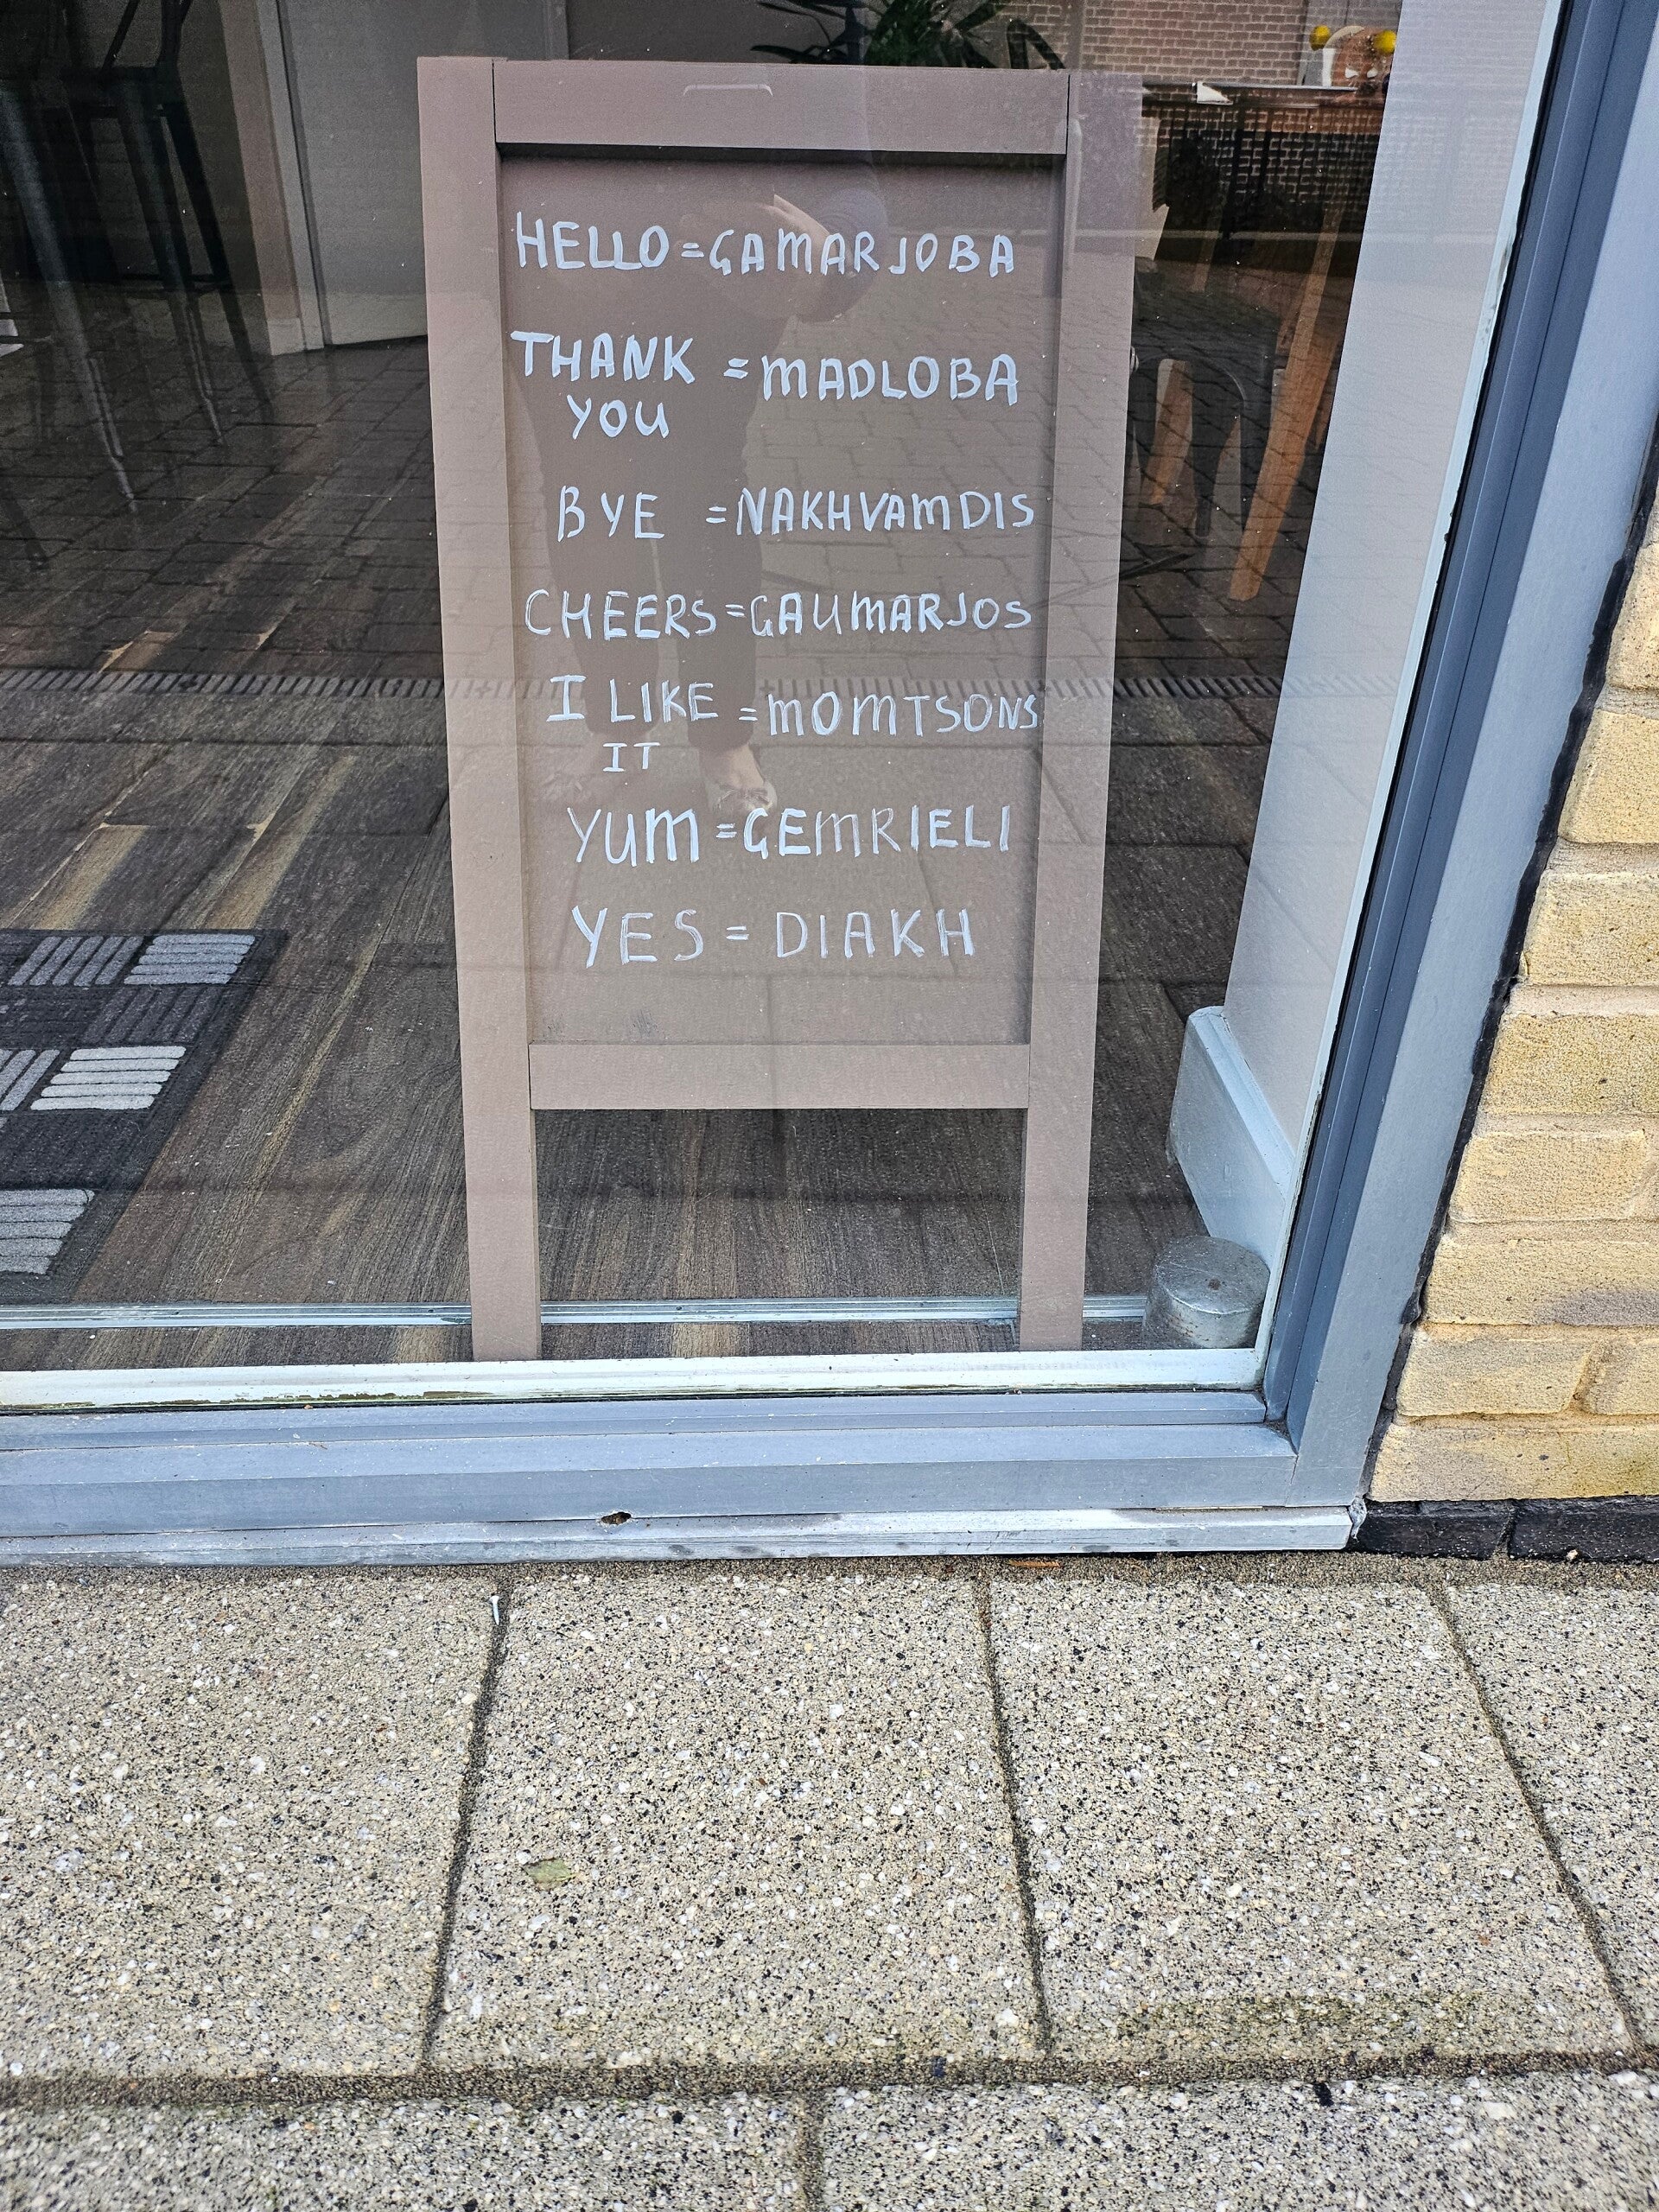 HELLO = GAMARJOBA
THANK = MADLOBA
YOU
BYE = NAKHVAMDIS
CHEERS = GAUMARJOS
I LIKE = MOMTSONS
IT
YUM = GEMRIELI
YES = DIAKH